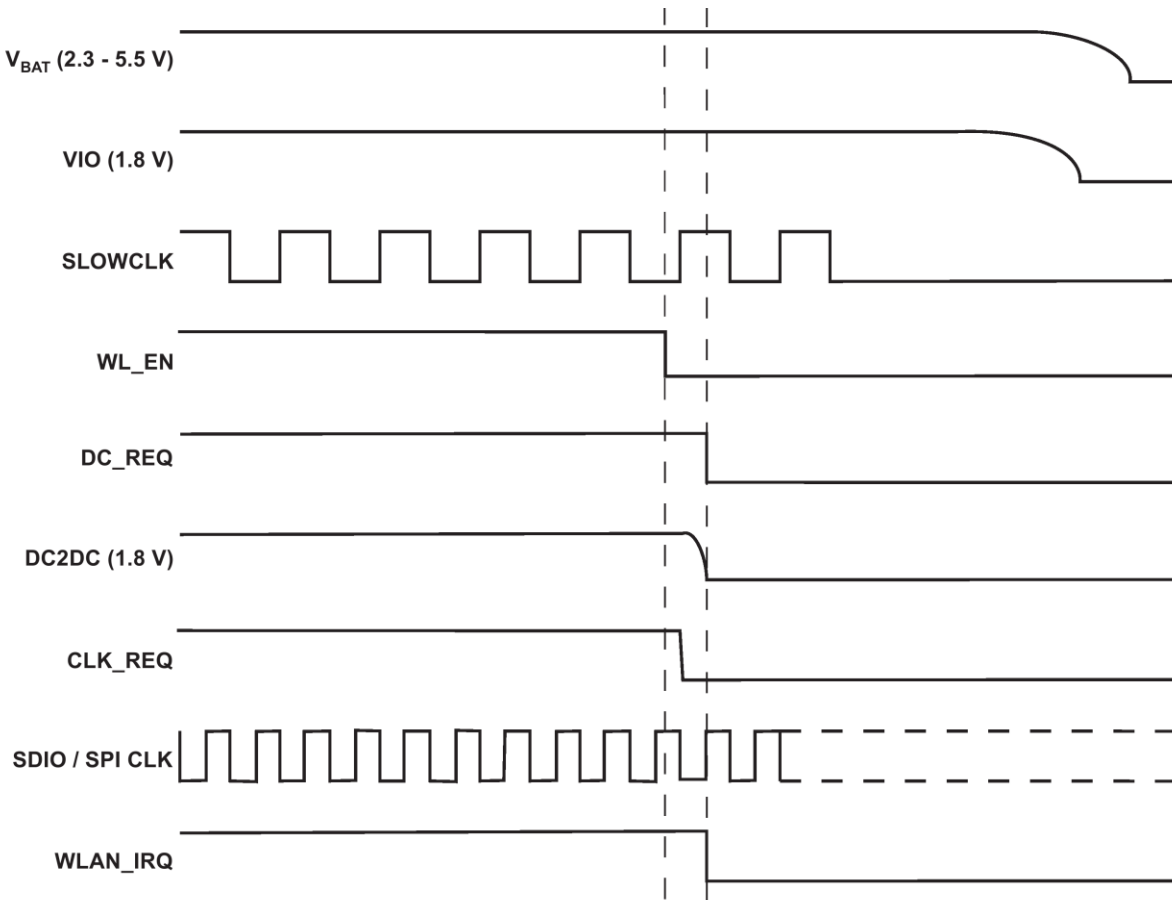 VBAT (2.3 - 5.5 V)
VIO (1.8 V)
SLOWCLK
WL_EN
DC_REQ
DC2DC (1.8 V)
CLK_REQ
SDIO / SPI CLK
WLAN_IRQ